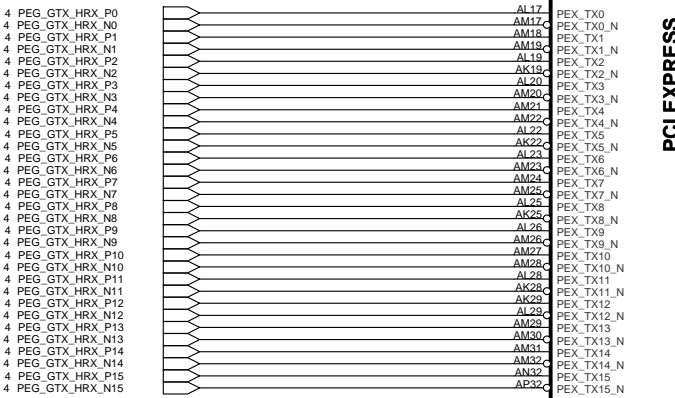 4 PEG_GTX_HRX_P0 AL17 PEX_TX0
4 PEG_GTX_HRX_N0 AM17 PEX_TX0_N
4 PEG_GTX_HRX_P1 AM18 PEX_TX1
4 PEG_GTX_HRX_N1 AM19 PEX_TX1_N
4 PEG_GTX_HRX_P2 AL19 PEX_TX2
4 PEG_GTX_HRX_N2 AK19 PEX_TX2_N
4 PEG_GTX_HRX_P3 AL20 PEX_TX3
4 PEG_GTX_HRX_N3 AM20 PEX_TX3_N
4 PEG_GTX_HRX_P4 AM21 PEX_TX4
4 PEG_GTX_HRX_N4 AM22 PEX_TX4_N
4 PEG_GTX_HRX_P5 AL22 PEX_TX5
4 PEG_GTX_HRX_N5 AK22 PEX_TX5_N
4 PEG_GTX_HRX_P6 AL23 PEX_TX6
4 PEG_GTX_HRX_N6 AM23 PEX_TX6_N
4 PEG_GTX_HRX_P7 AM24 PEX_TX7
4 PEG_GTX_HRX_N7 AM25 PEX_TX7_N
4 PEG_GTX_HRX_P8 AL25 PEX_TX8
4 PEG_GTX_HRX_N8 AK25 PEX_TX8_N
4 PEG_GTX_HRX_P9 AL26 PEX_TX9
4 PEG_GTX_HRX_N9 AM26 PEX_TX9_N
4 PEG_GTX_HRX_P10 AM27 PEX_TX10
4 PEG_GTX_HRX_N10 AM28 PEX_TX10_N
4 PEG_GTX_HRX_P11 AL28 PEX_TX11
4 PEG_GTX_HRX_N11 AK28 PEX_TX11_N
4 PEG_GTX_HRX_P12 AK29 PEX_TX12
4 PEG_GTX_HRX_N12 AL29 PEX_TX12_N
4 PEG_GTX_HRX_P13 AM29 PEX_TX13
4 PEG_GTX_HRX_N13 AM30 PEX_TX13_N
4 PEG_GTX_HRX_P14 AM31 PEX_TX14
4 PEG_GTX_HRX_N14 AM32 PEX_TX14_N
4 PEG_GTX_HRX_P15 AN32 PEX_TX15
4 PEG_GTX_HRX_N15 AP32 PEX_TX15_N
PCI EXPRESS